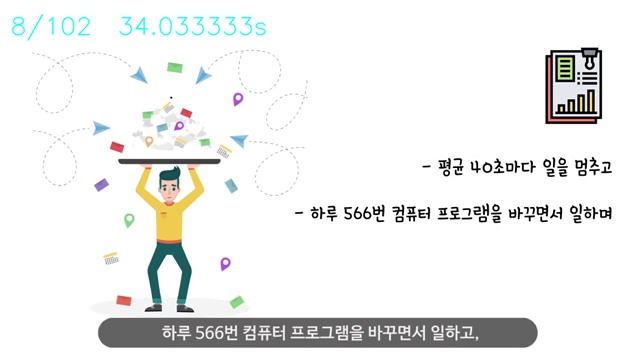 8/102 34.033333s
- 평균 40초마다 일을 멈추고
- 하루 566번 컴퓨터 프로그램을 바꾸면서 일하며
하루 566번 컴퓨터 프로그램을 바꾸면서 일하고,